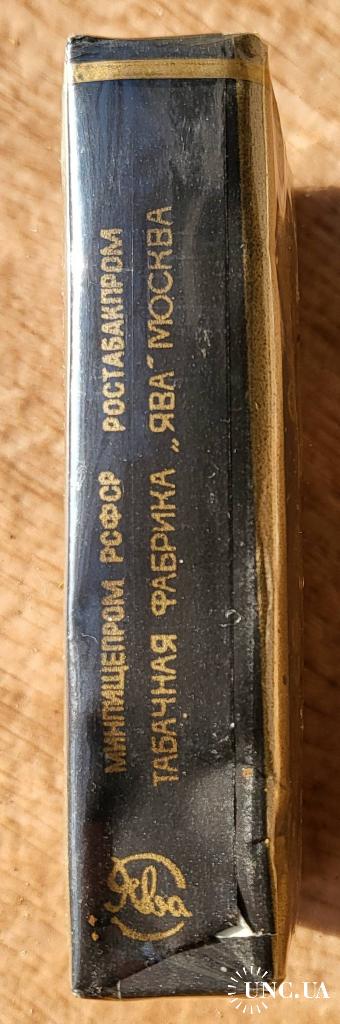 МИНПИЩЕПРОМ РСФСР РОСТАБАКПРОМ
ТАБАЧНАЯ ФАБРИКА „ЯВА" МОСКВА
Ява
UNC.UA